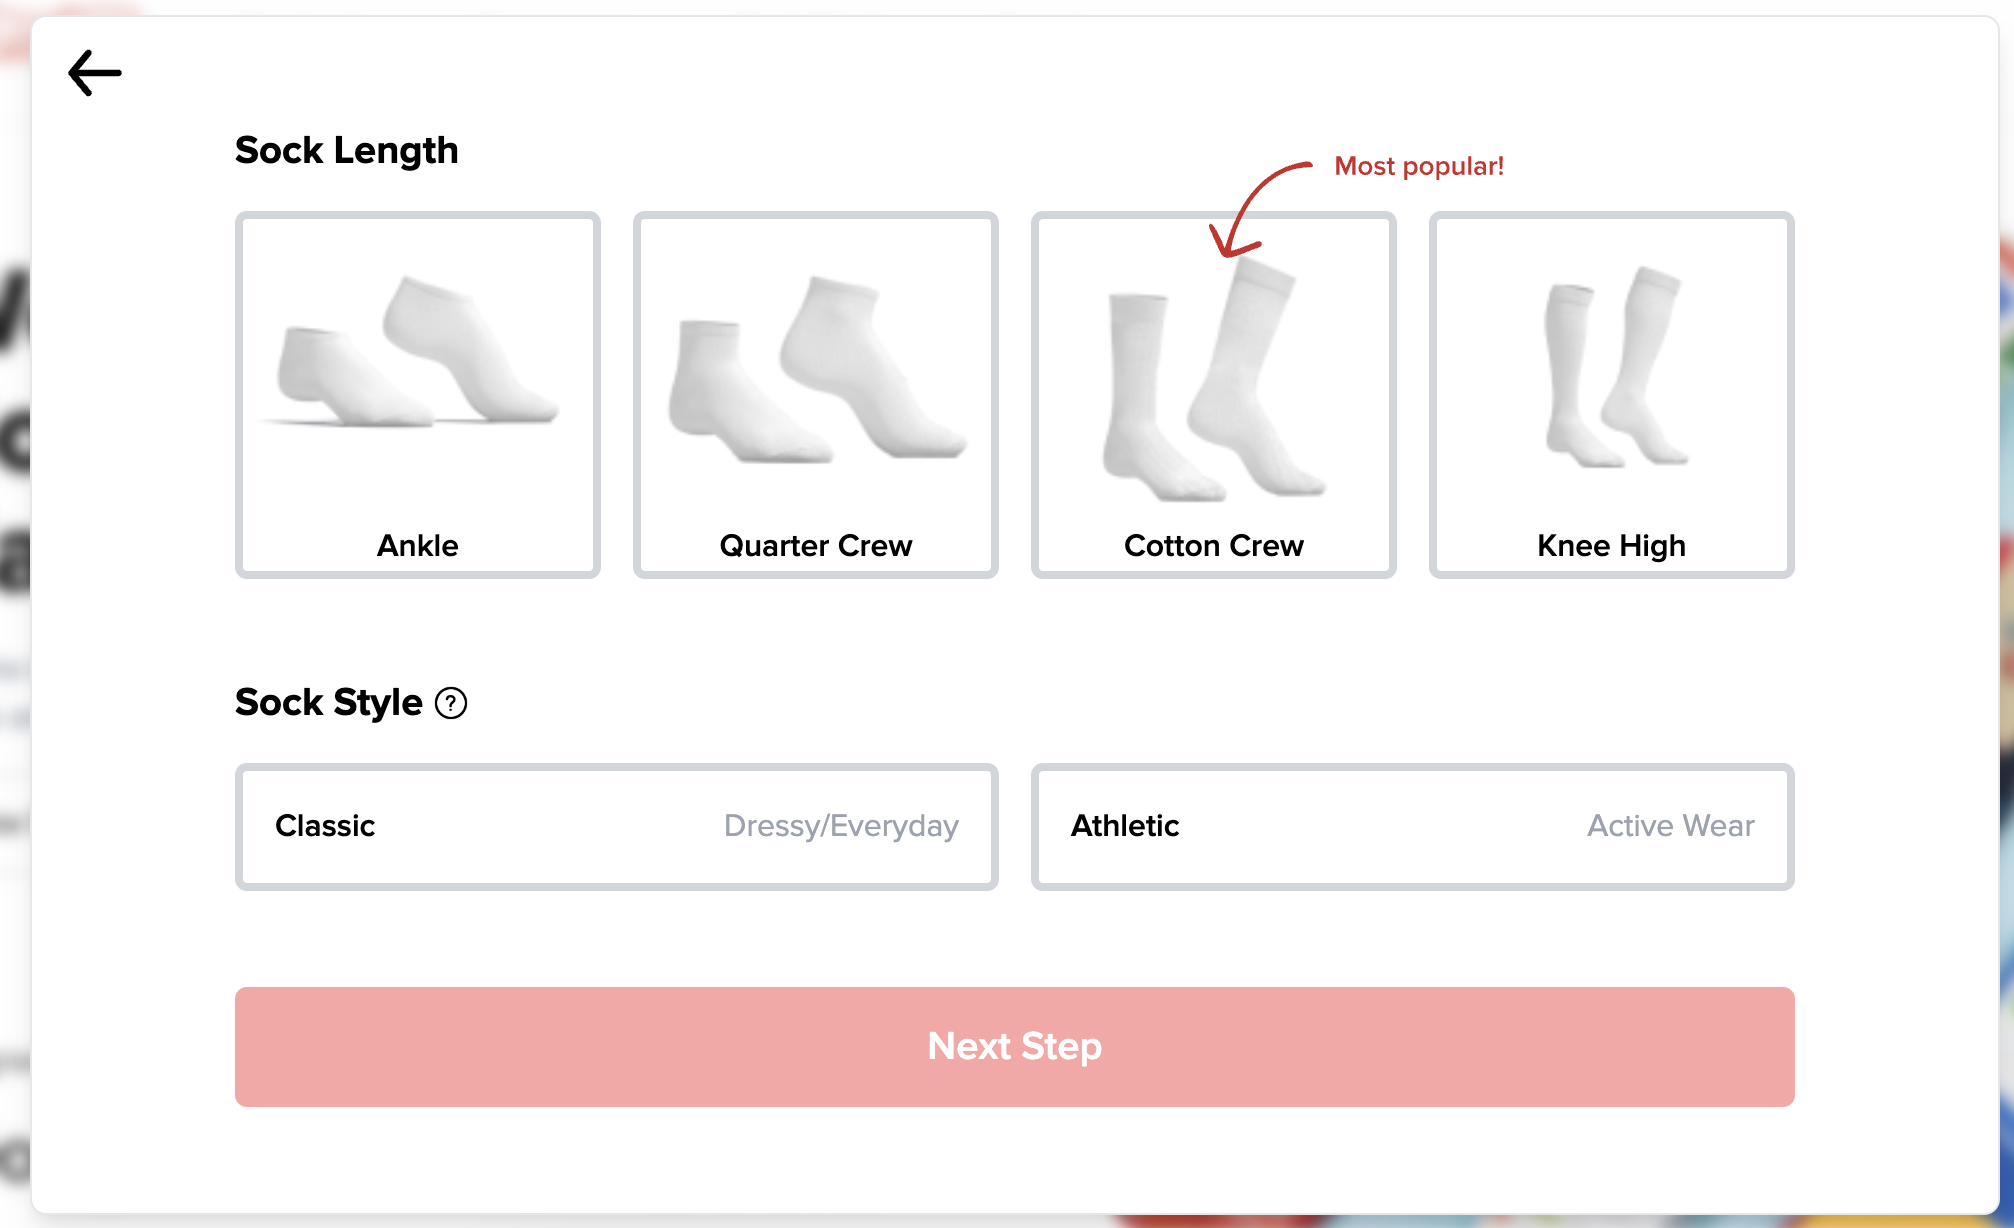 Sock Length
Most popular!
Ankle
Quarter Crew
Cotton Crew
Knee High
Sock Style ?
Classic
Dressy/Everyday
Athletic
Active Wear
Next Step